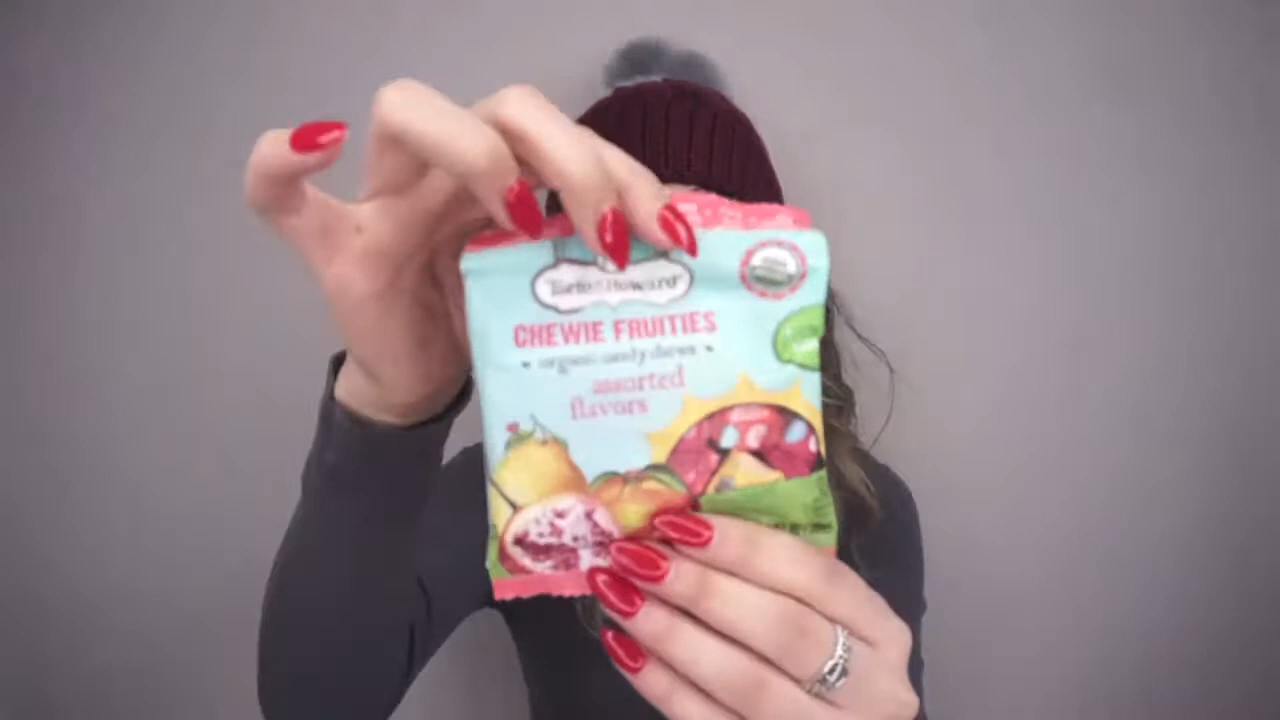 Torie & Howard
CHEWIE FRUITIES
organic candy chews
assorted
flavors